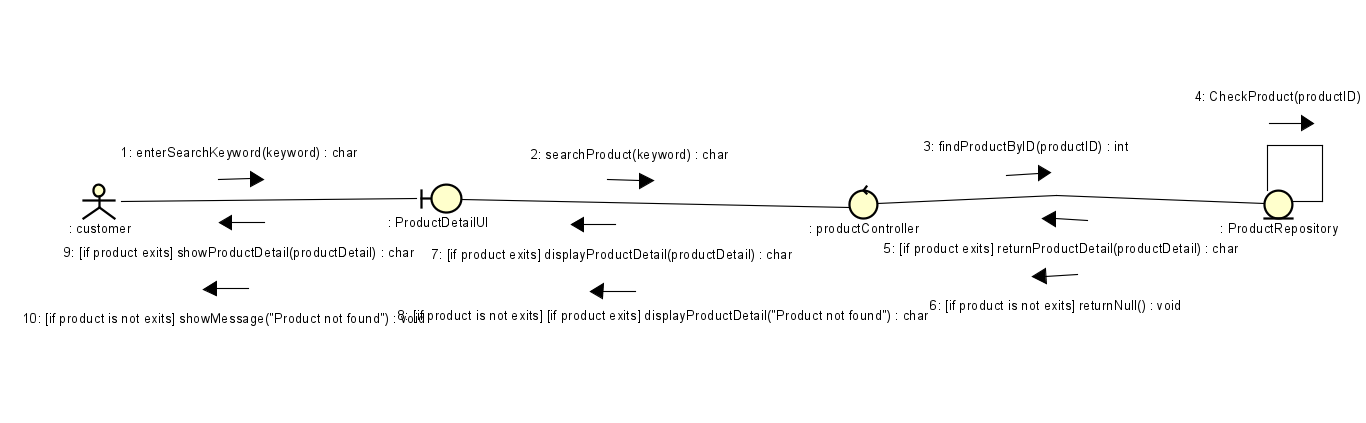 4: CheckProduct(productID)
1: enterSearchKeyword(keyword) : char
2: searchProduct(keyword) : char
3: findProductByID(productID) : int
: customer
: ProductDetailUI
: productController
: ProductRepository
9: [if product exits] showProductDetail(productDetail) : char
7: [if product exits] displayProductDetail(productDetail) : char
5: [if product exits] returnProductDetail(productDetail) : char
10: [if product is not exits] showMessage("Product not found") : void
8: [if product is not exits] [if product exits] displayProductDetail("Product not found") : char
6: [if product is not exits] returnNull() : void